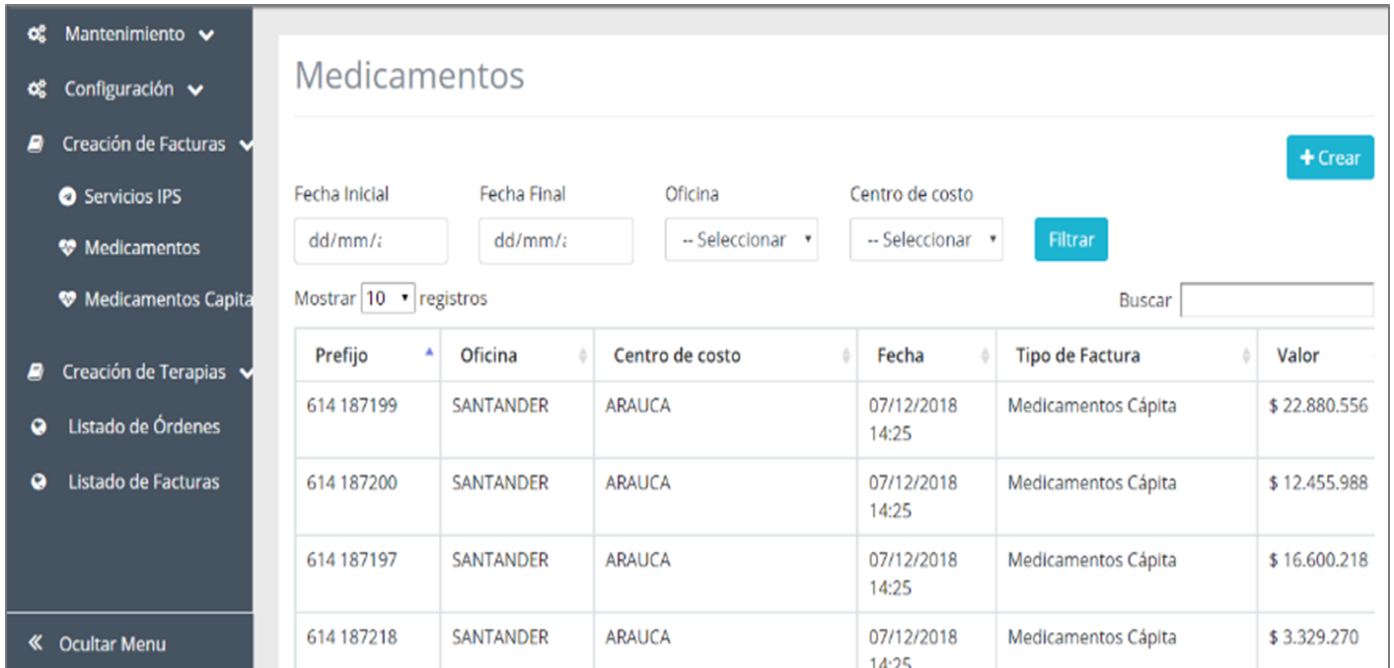 Mantenimiento
Configuración
Creación de Facturas
Servicios IPS
Medicamentos
Medicamentos Capita
Creación de Terapias
Listado de Órdenes
Listado de Facturas
Ocultar Menu
Medicamentos
+ Crear
Fecha Inicial Fecha Final Oficina Centro de costo
dd/mm/ dd/mm/ -- Seleccionar -- Seleccionar Filtrar
Mostrar 10 registros Buscar
Prefijo Oficina Centro de costo Fecha Tipo de Factura Valor
614 187199 SANTANDER ARAUCA 07/12/2018 Medicamentos Cápita $ 22.880.556
14:25
614 187200 SANTANDER ARAUCA 07/12/2018 Medicamentos Cápita $ 12.455.988
14:25
614 187197 SANTANDER ARAUCA 07/12/2018 Medicamentos Cápita $ 16.600.218
14:25
614 187218 SANTANDER ARAUCA 07/12/2018 Medicamentos Cápita $ 3.329.270
14:25